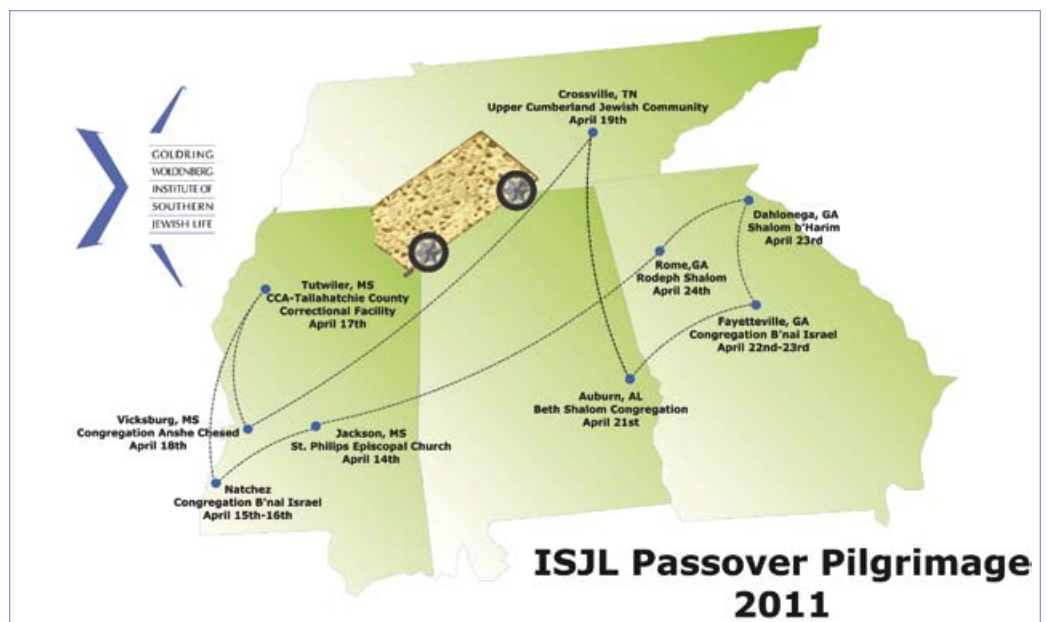 GOLDRING
WOLDENBERG
INSTITUTE OF
SOUTHERN
JEWISH LIFE
Crossville, TN
Upper Cumberland Jewish Community
April 19th
Dahlonega, GA
Shalom b'Harim
April 23rd
Rome,GA
Rodeph Shalom
April 24th
Tutwiler, MS
CCA-Tallahatchie County
Correctional Facility
April 17th
Fayetteville, GA
Congregation B'nai Israel
April 22nd-23rd
Auburn, AL
Beth Shalom Congregation
April 21st
Vicksburg, MS
Congregation Anshe Chesed
April 18th
Jackson, MS
St. Philips Episcopal Church
April 14th
Natchez
Congregation B'nai Israel
April 15th-16th
ISJL Passover Pilgrimage
2011